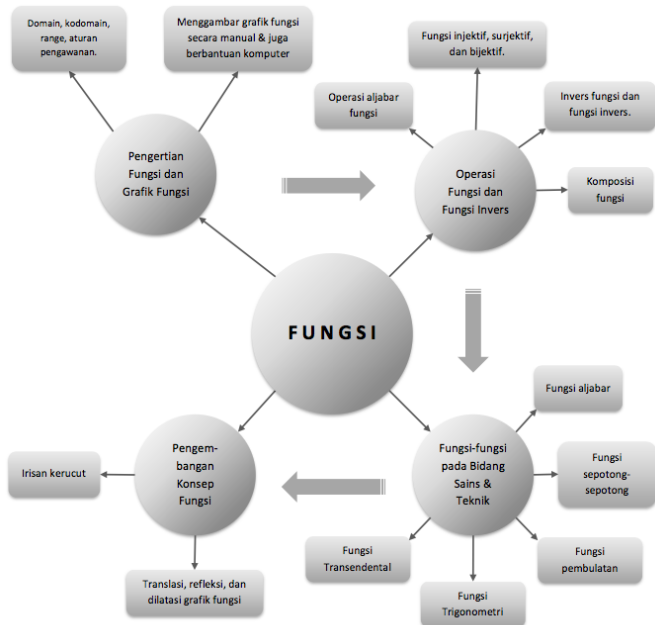 Domain, kodomain,
range, aturan
pengawanan.
Menggambar grafik fungsi
secara manual & juga
berbantuan komputer
Pengertian
Fungsi dan
Grafik Fungsi
Fungsi injektif, surjektif,
dan bijektif.
Operasi aljabar
fungsi
Invers fungsi dan
fungsi invers.
Operasi
Fungsi dan
Fungsi Invers
Komposisi
fungsi
FUNGSI
Fungsi aljabar
Fungsi
sepotong-
sepotong
Fungsi-fungsi
pada Bidang
Sains &
Teknik
Fungsi
pembulatan
Fungsi
Trigonometri
Fungsi
Transendental
Pengem-
bangan
Konsep
Fungsi
Irisan kerucut
Translasi, refleksi, dan
dilatasi grafik fungsi